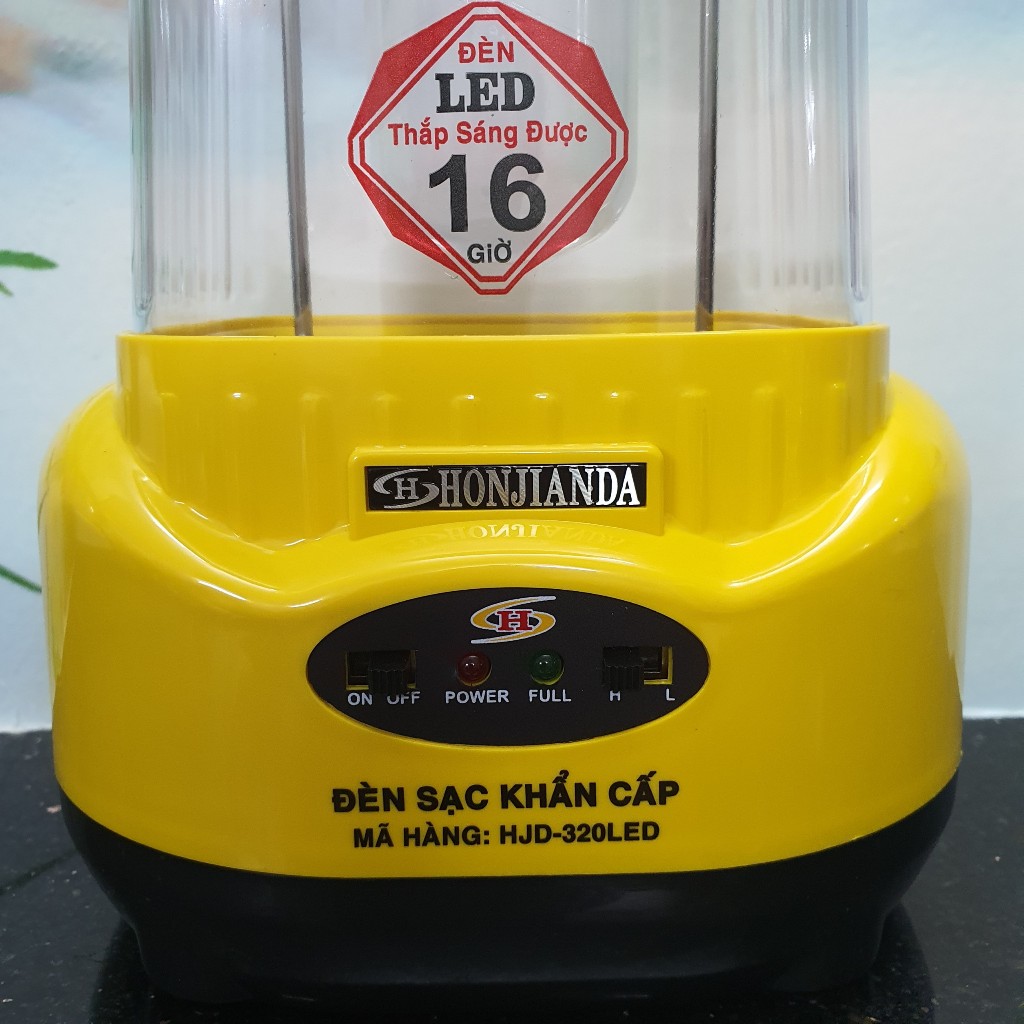 ĐÈN
LED
Thắp Sáng Được
16
GIỜ
H HONJIANDA
H
ON OFF POWER FULL H L
ĐÈN SẠC KHẨN CẤP
MÃ HÀNG: HJD-320LED